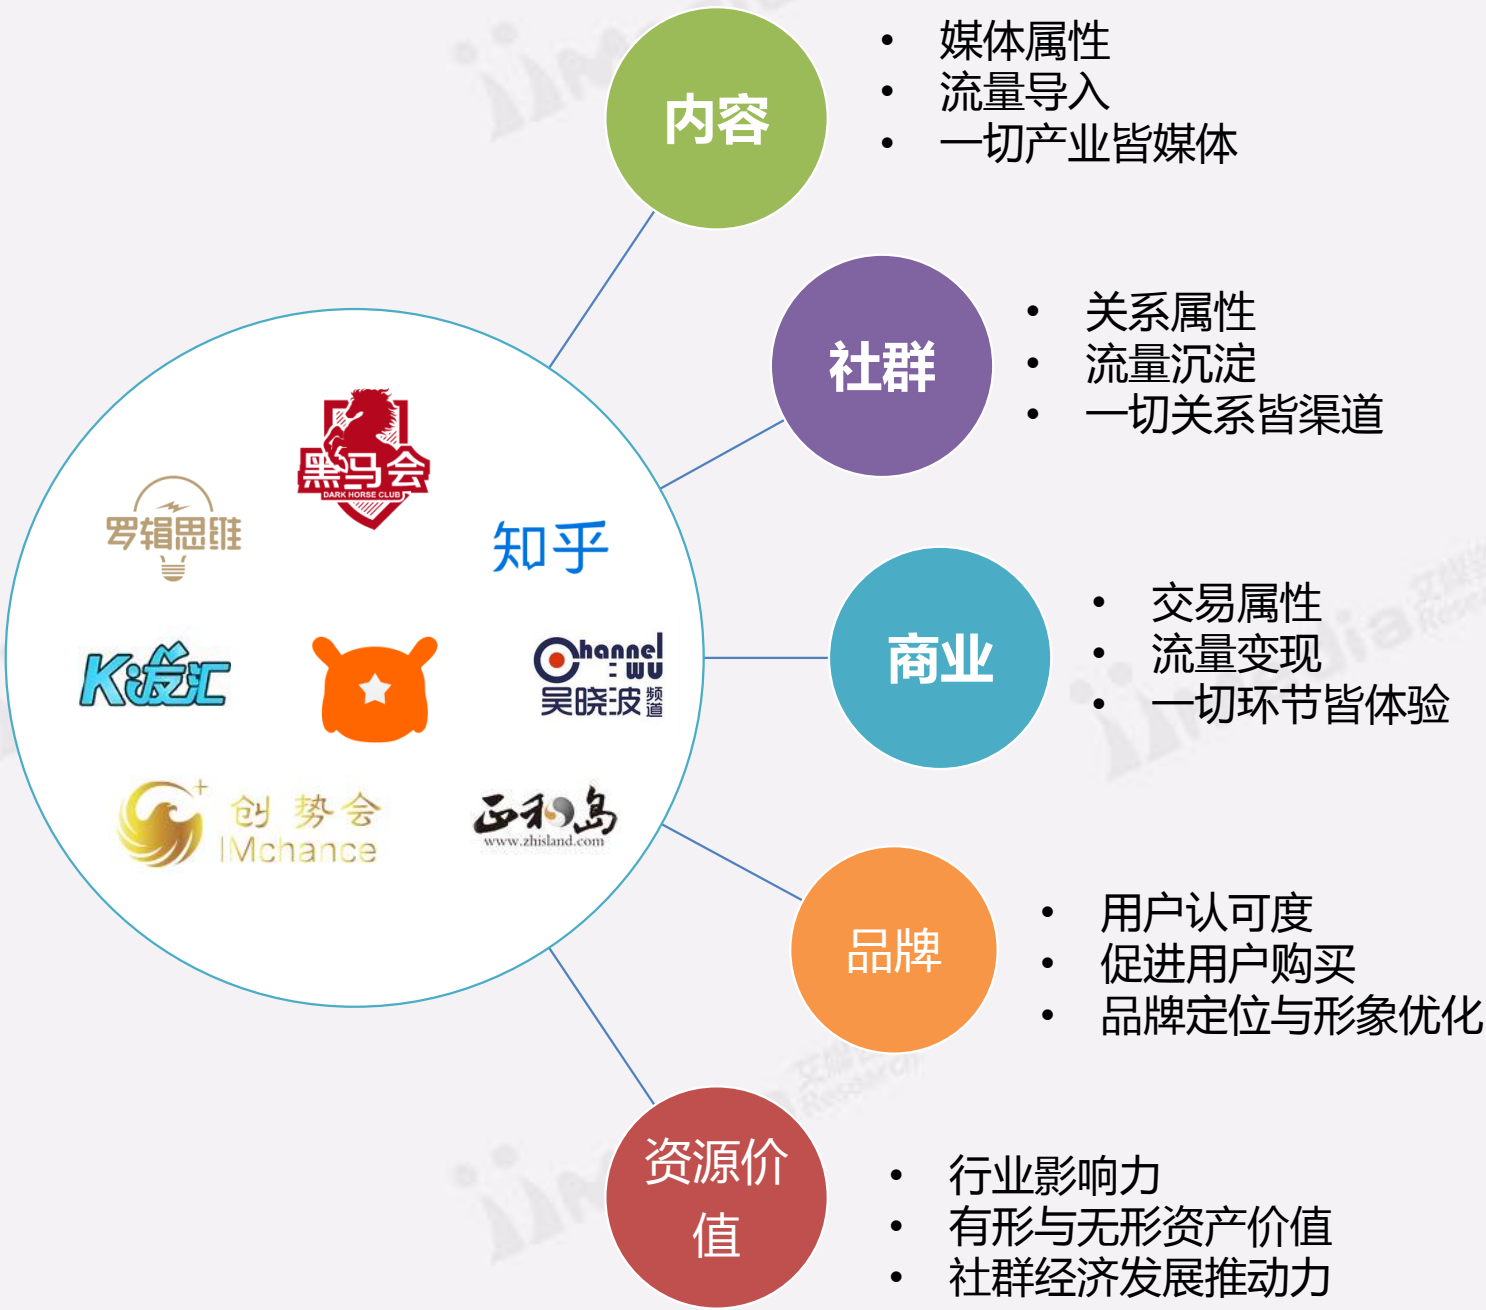 内容
• 媒体属性
• 流量导入
• 一切产业皆媒体
社群
• 关系属性
• 流量沉淀
• 一切关系皆渠道
商业
• 交易属性
• 流量变现
• 一切环节皆体验
品牌
• 用户认可度
• 促进用户购买
• 品牌定位与形象优化
资源价
值
• 行业影响力
• 有形与无形资产价值
• 社群经济发展推动力
黑马会
DARK HORSE CLUB
罗辑思维
知乎
K友汇
Channel
:WU
吴晓波频道
创势会
IMchance
正和岛
www.zhisland.com
iiMedia
艾媒咨
Research